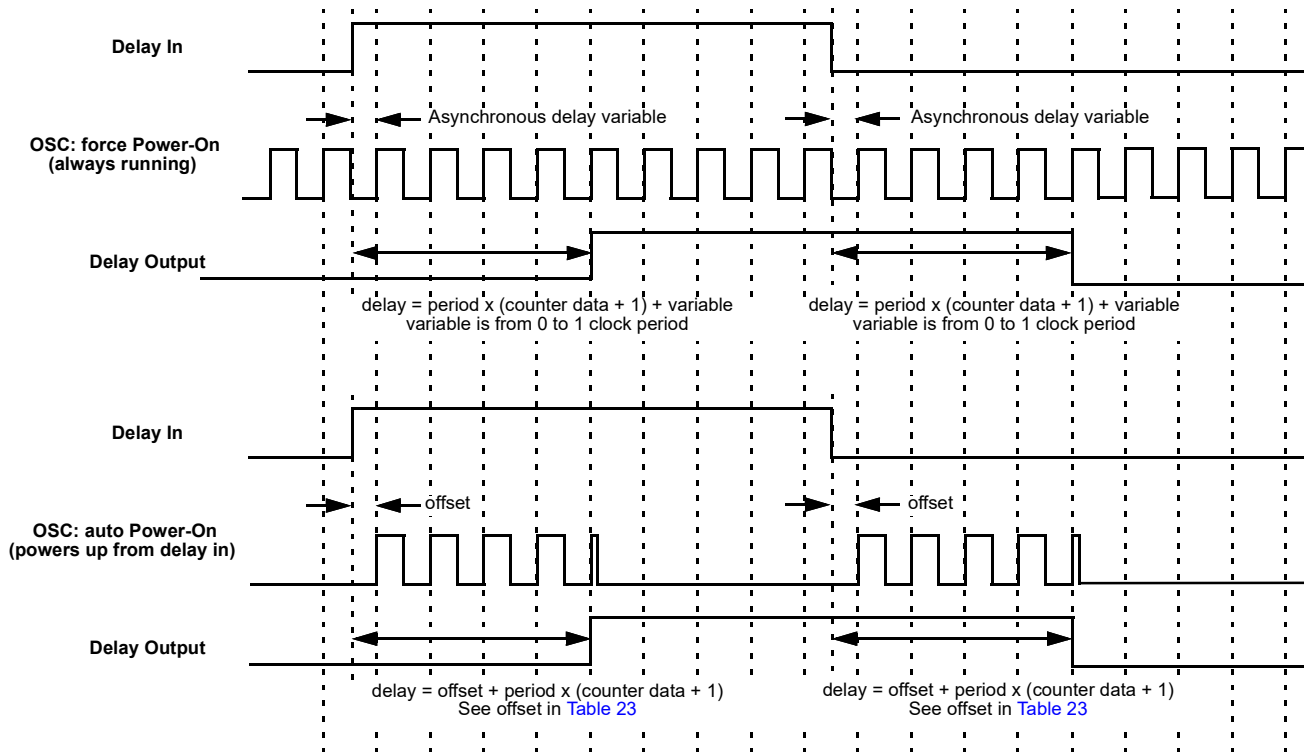 Delay In
Asynchronous delay variable
Asynchronous delay variable
OSC: force Power-On
(always running)
Delay Output
delay = period x (counter data + 1) + variable
variable is from 0 to 1 clock period
delay = period x (counter data + 1) + variable
variable is from 0 to 1 clock period
Delay In
offset
offset
OSC: auto Power-On
(powers up from delay in)
Delay Output
delay = offset + period x (counter data + 1)
See offset in Table 23
delay = offset + period x (counter data + 1)
See offset in Table 23